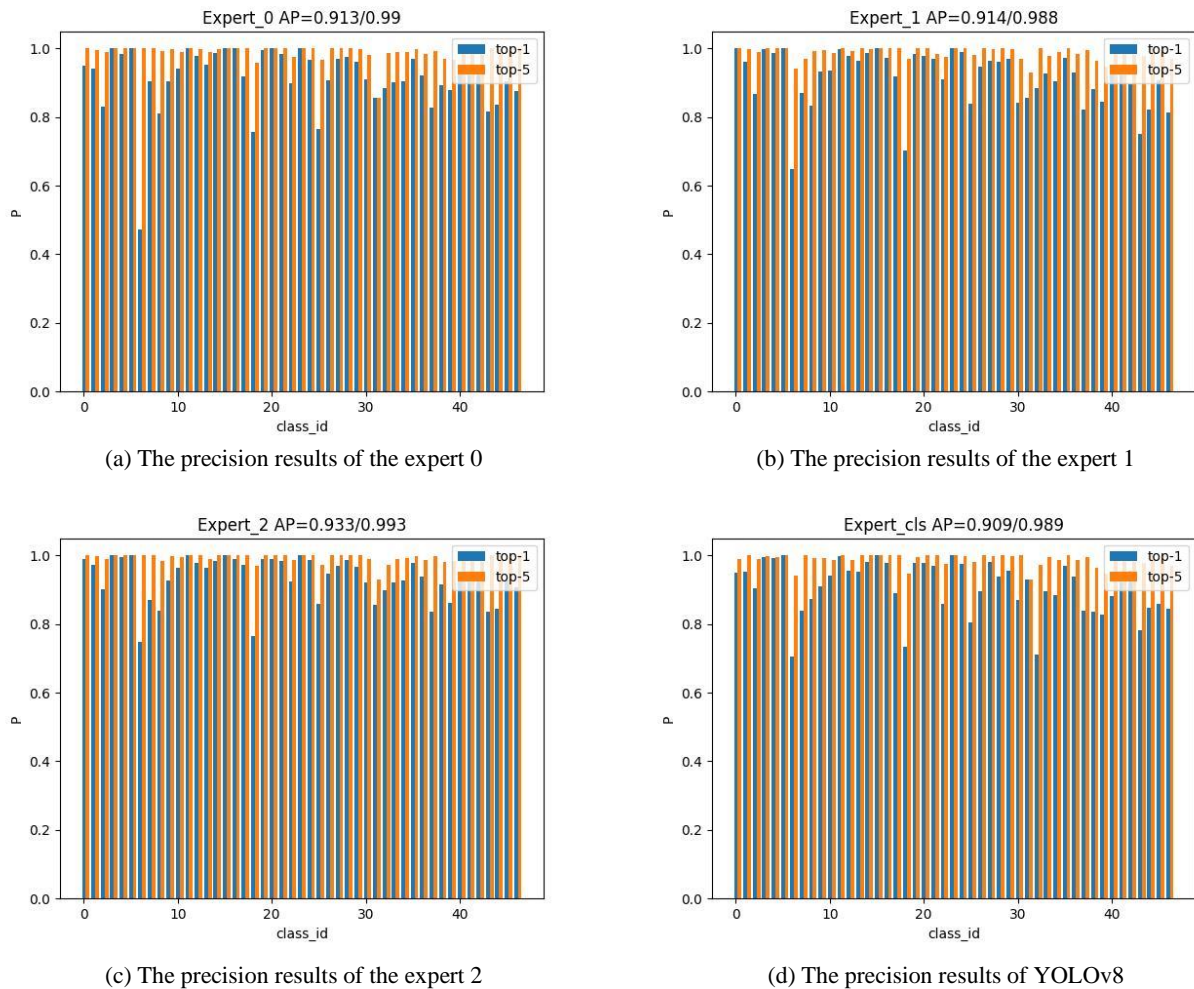 Expert_0 AP=0.913/0.99
top-1
top-5
1.0
0.8
0.6
0.4
0.2
0.0
P
0
10
20
30
40
class_id
(a) The precision results of the expert 0
Expert_1 AP=0.914/0.988
top-1
top-5
1.0
0.8
0.6
0.4
0.2
0.0
P
0
10
20
30
40
class_id
(b) The precision results of the expert 1
Expert_2 AP=0.933/0.993
top-1
top-5
1.0
0.8
0.6
0.4
0.2
0.0
P
0
10
20
30
40
class_id
(c) The precision results of the expert 2
Expert_cls AP=0.909/0.989
top-1
top-5
1.0
0.8
0.6
0.4
0.2
0.0
P
0
10
20
30
40
class_id
(d) The precision results of YOLOv8